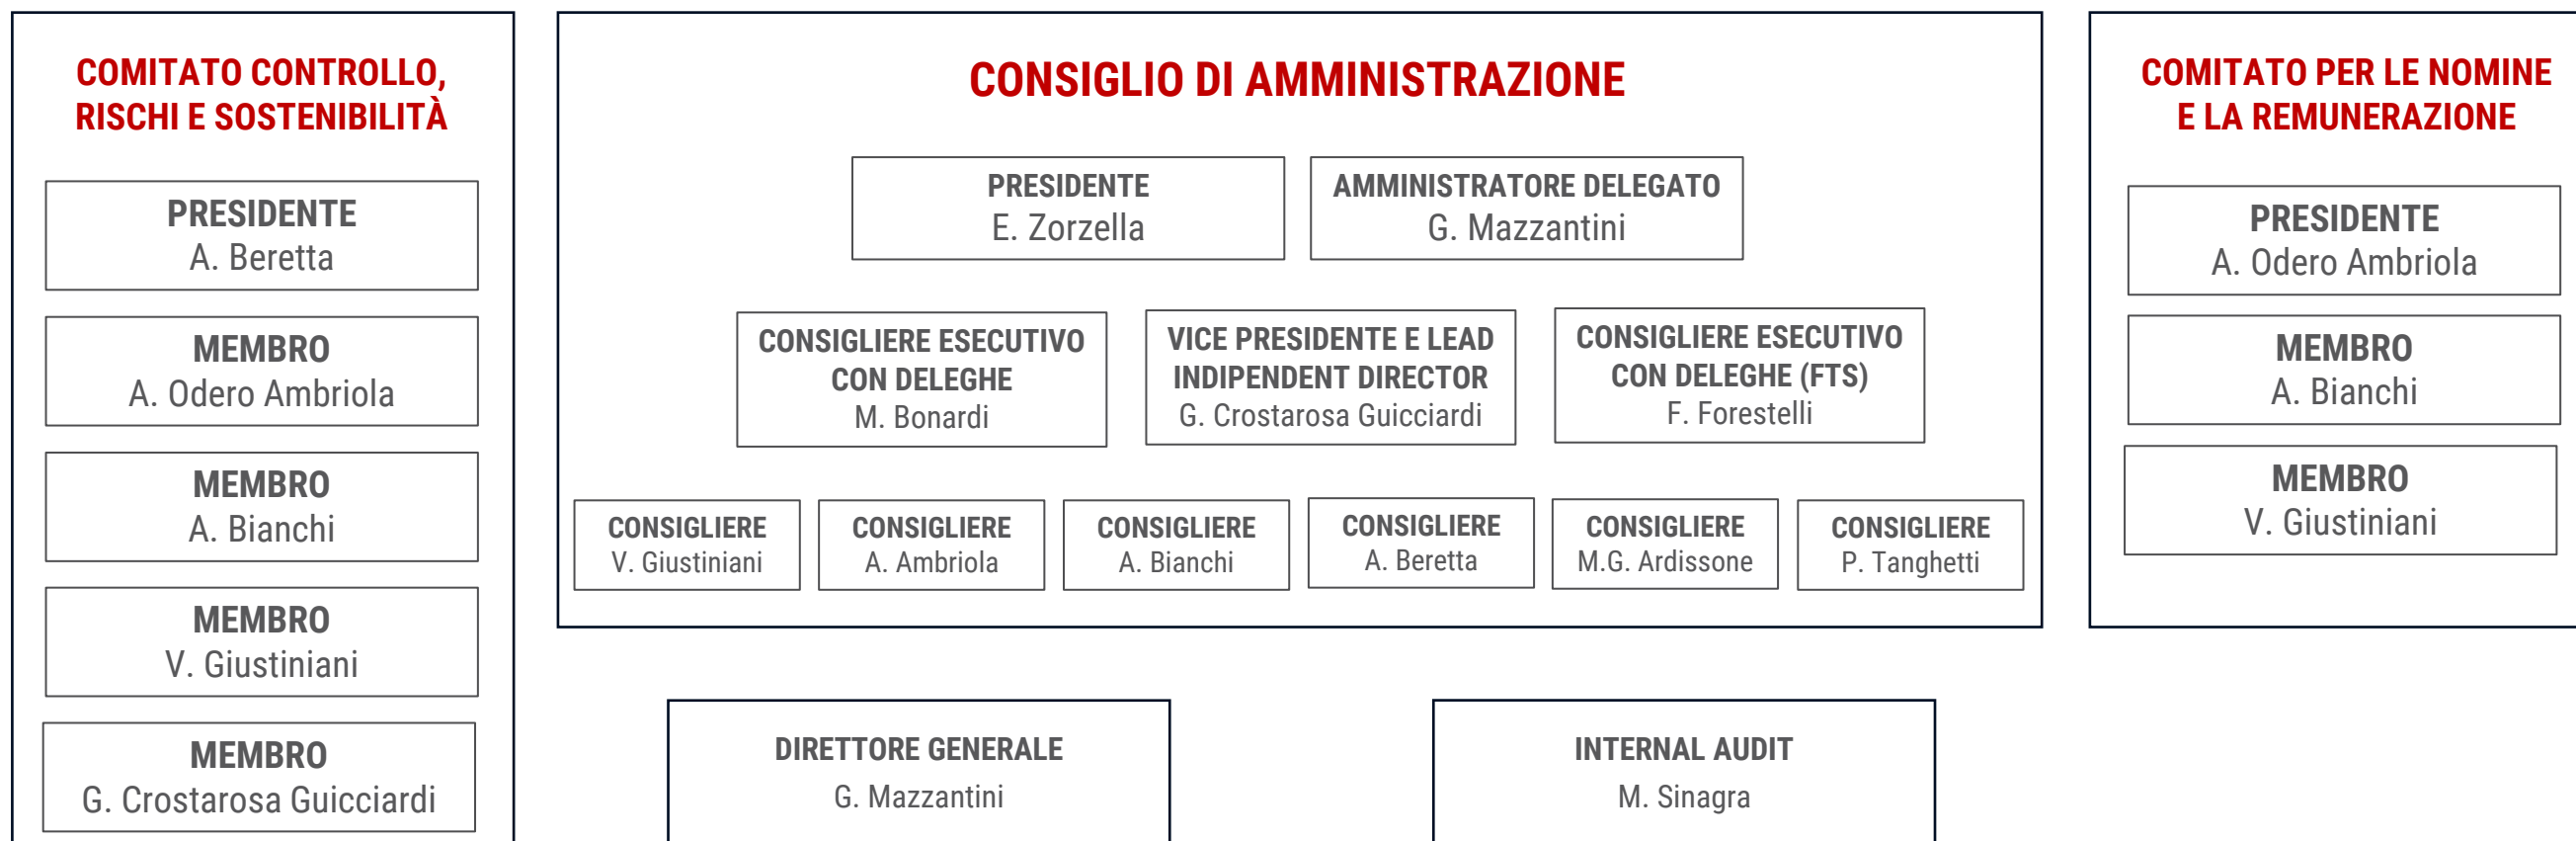 COMITATO CONTROLLO,
RISCHI E SOSTENIBILITÀ
PRESIDENTE
A. Beretta
MEMBRO
A. Odero Ambriola
MEMBRO
A. Bianchi
MEMBRO
V. Giustiniani
MEMBRO
G. Crostarosa Guicciardi
CONSIGLIO DI AMMINISTRAZIONE
PRESIDENTE
E. Zorzella
AMMINISTRATORE DELEGATO
G. Mazzantini
CONSIGLIERE ESECUTIVO
CON DELEGHE
M. Bonardi
VICE PRESIDENTE E LEAD
INDIPENDENT DIRECTOR
G. Crostarosa Guicciardi
CONSIGLIERE ESECUTIVO
CON DELEGHE (FTS)
F. Forestelli
CONSIGLIERE
V. Giustiniani
CONSIGLIERE
A. Ambriola
CONSIGLIERE
A. Bianchi
CONSIGLIERE
A. Beretta
CONSIGLIERE
M.G. Ardissone
CONSIGLIERE
P. Tanghetti
COMITATO PER LE NOMINE
E LA REMUNERAZIONE
PRESIDENTE
A. Odero Ambriola
MEMBRO
A. Bianchi
MEMBRO
V. Giustiniani
DIRETTORE GENERALE
G. Mazzantini
INTERNAL AUDIT
M. Sinagra